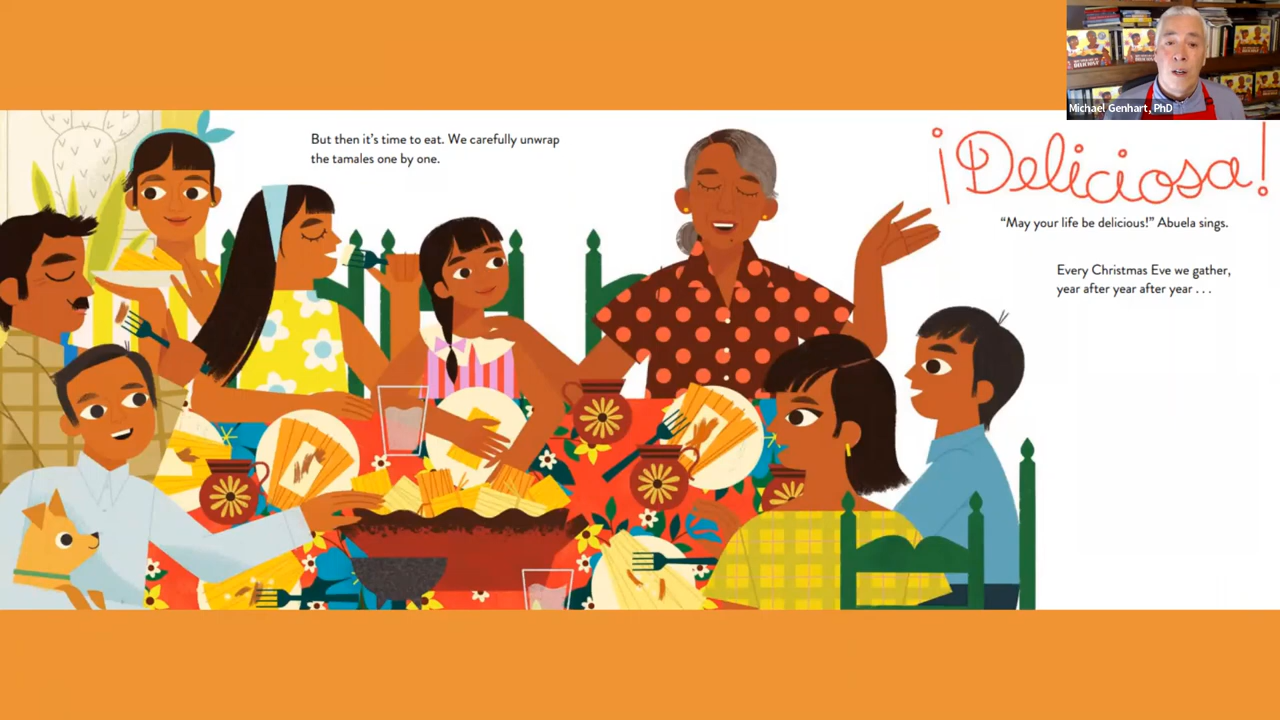 But then it’s time to eat. We carefully unwrap
the tamales one by one.
¡Deliciosa!
“May your life be delicious!” Abuela sings.
Every Christmas Eve we gather,
year after year after year . . .
Michael Genhart, PhD